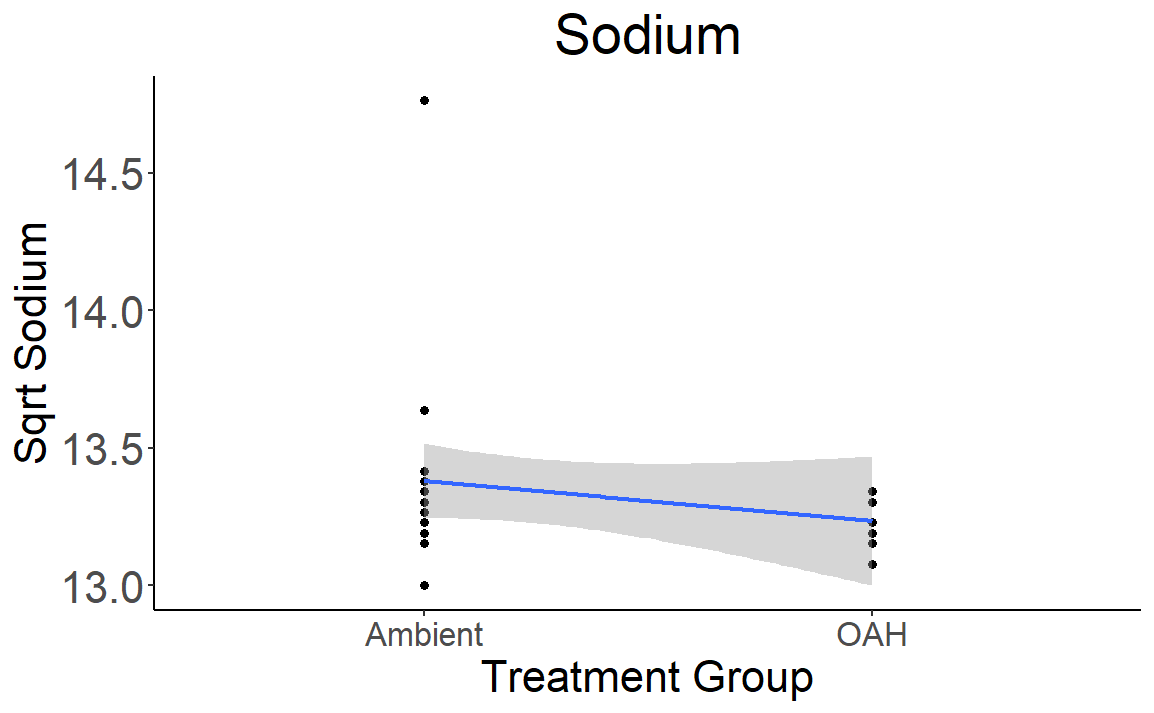 Sodium
Sqrt Sodium
14.5
14.0
13.5
13.0
Ambient OAH
Treatment Group